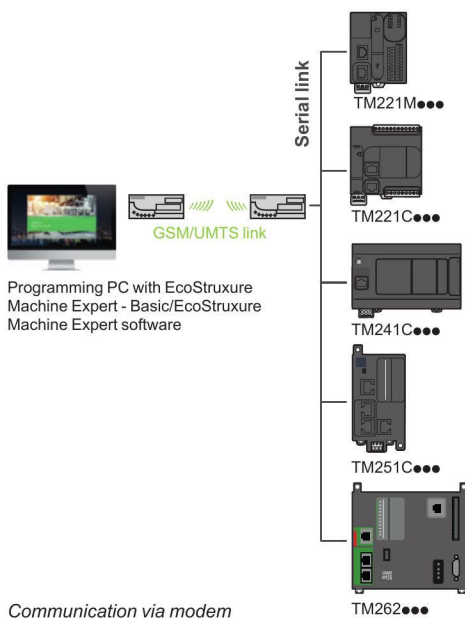 Serial link
TM221M●●●
TM221C●●●
GSM/UMTS link
Programming PC with EcoStruxure
Machine Expert - Basic/EcoStruxure
Machine Expert software
TM241C●●●
TM251C●●●
TM262●●●
Communication via modem